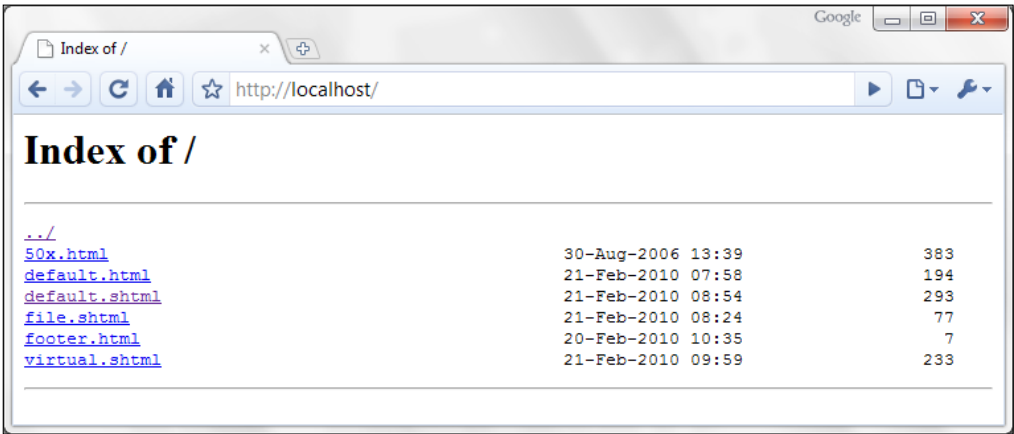 Google
Index of /
http://localhost/
Index of /
../
50x.html 30-Aug-2006 13:39 383
default.html 21-Feb-2010 07:58 194
default.shtml 21-Feb-2010 08:54 293
file.shtml 21-Feb-2010 08:24 77
footer.html 20-Feb-2010 10:35 7
virtual.shtml 21-Feb-2010 09:59 233